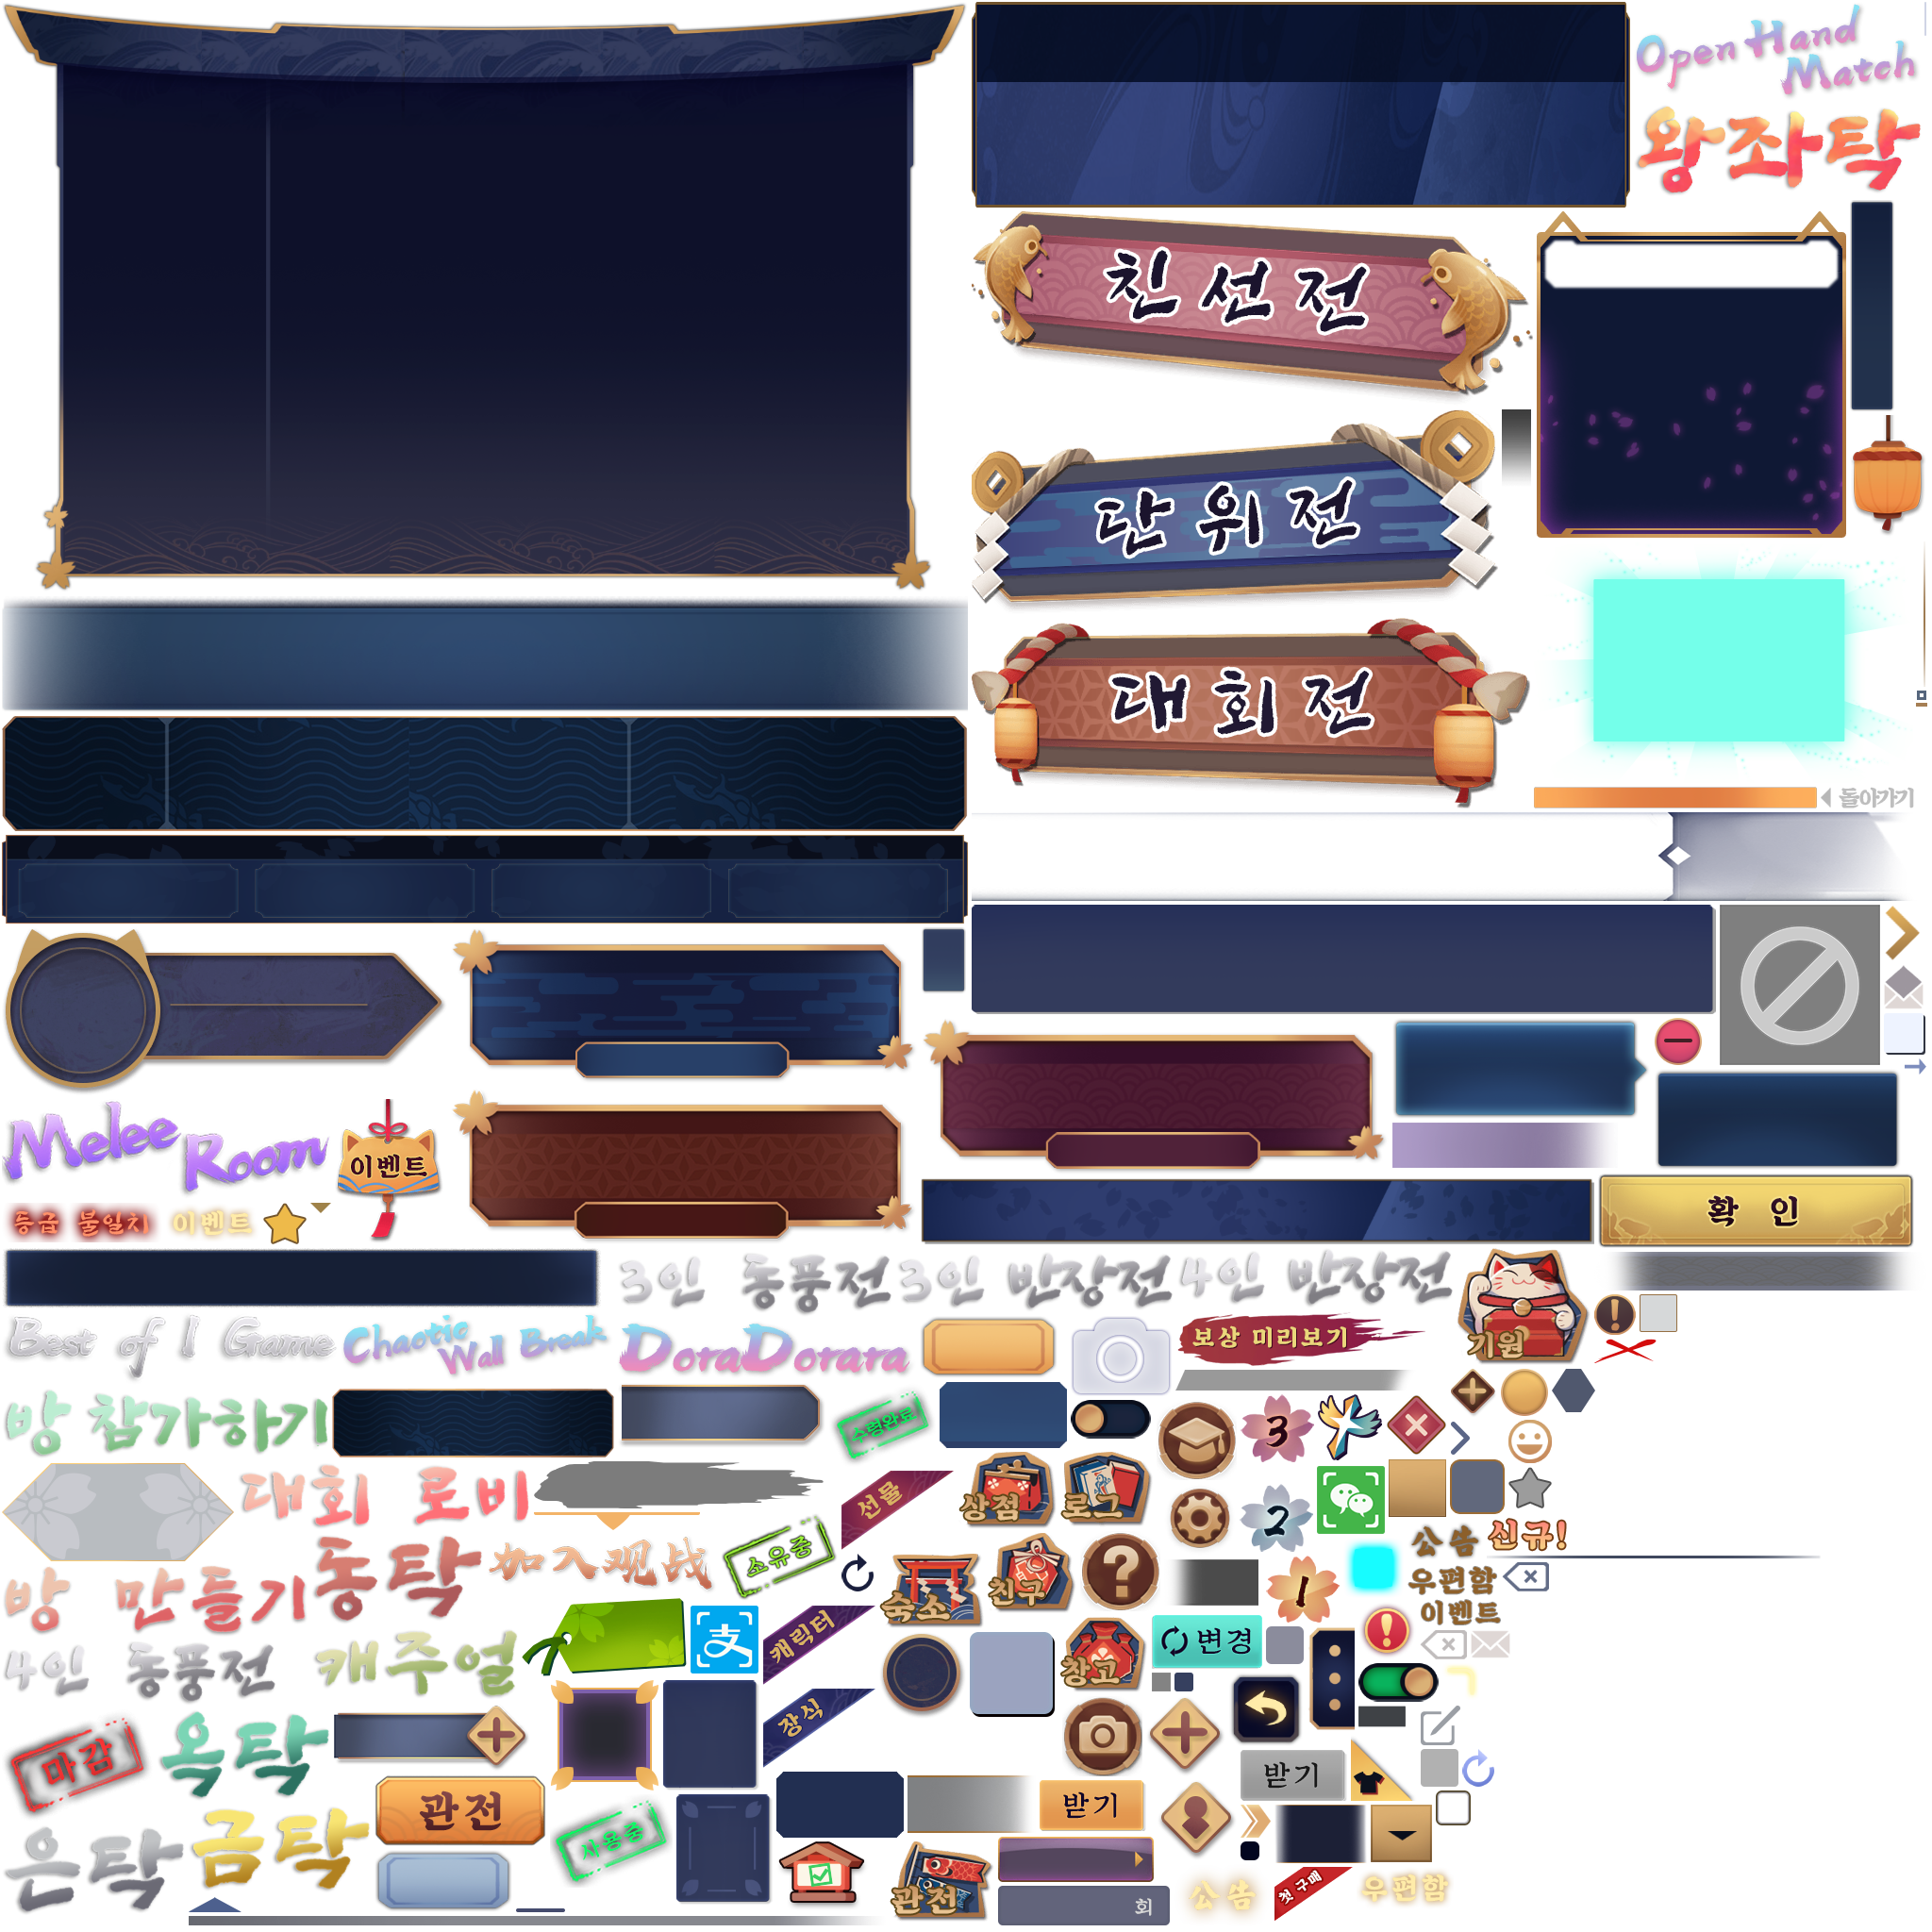 Open Hand
Match
왕좌탁
친선전
단위전
대회전
돌아가기
Melee
Room
이벤트
등급 불일치
이벤트
확 인
3인 동풍전
3인 반장전
4인 반장전
기원
Best of 1 Game
Chaotic
Wall Break
DoraDorara
보상 미리보기
방 참가하기
수령완료
3
대회 로비
선물
상점
로그
2
公告
신규!
방 만들기
동탁
加入观战
소유중
숙소
친구
?
1
우편함
이벤트
4인 동풍전
캐주얼
支
캐릭터
창고
변경
장식
마감
옥탁
관전
받기
받기
은탁
금탁
사용중
관전
회
公告
첫 구매
우편함